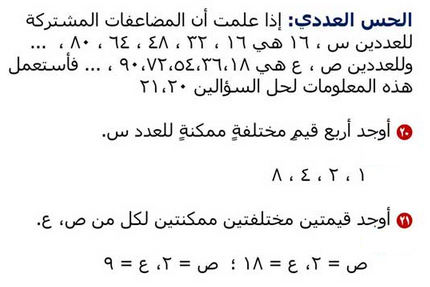 الحس العددي: إذا علمت أن المضاعفات المشتركة
للعددين س ، ١٦ هي ١٦ ، ٣٢ ، ٤٨ ، ٦٤ ، ٨٠ ، ...
وللعددين ص ، ع هي ١٨،٣٦،٥٤،٧٢،٩٠ ، ... فأستعمل
هذه المعلومات لحل السؤالين ٢١،٢٠
٢٠ أوجد أربع قيمٍ مختلفةٍ ممكنةٍ للعدد س.
١ ، ٢ ، ٤ ، ٨
٢١ أوجد قيمتين مختلفتين ممكنتين لكل من ص، ع.
ص = ٢، ع = ١٨ ؛ ص = ٢، ع = ٩